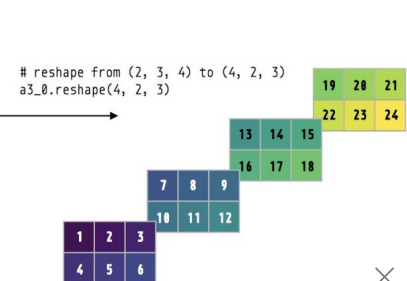 # reshape from (2, 3, 4) to (4, 2, 3)
a3_0.reshape(4, 2, 3)
19 20 21
22 23 24
13 14 15
16 17 18
7 8 9
10 11 12
1 2 3
4 5 6